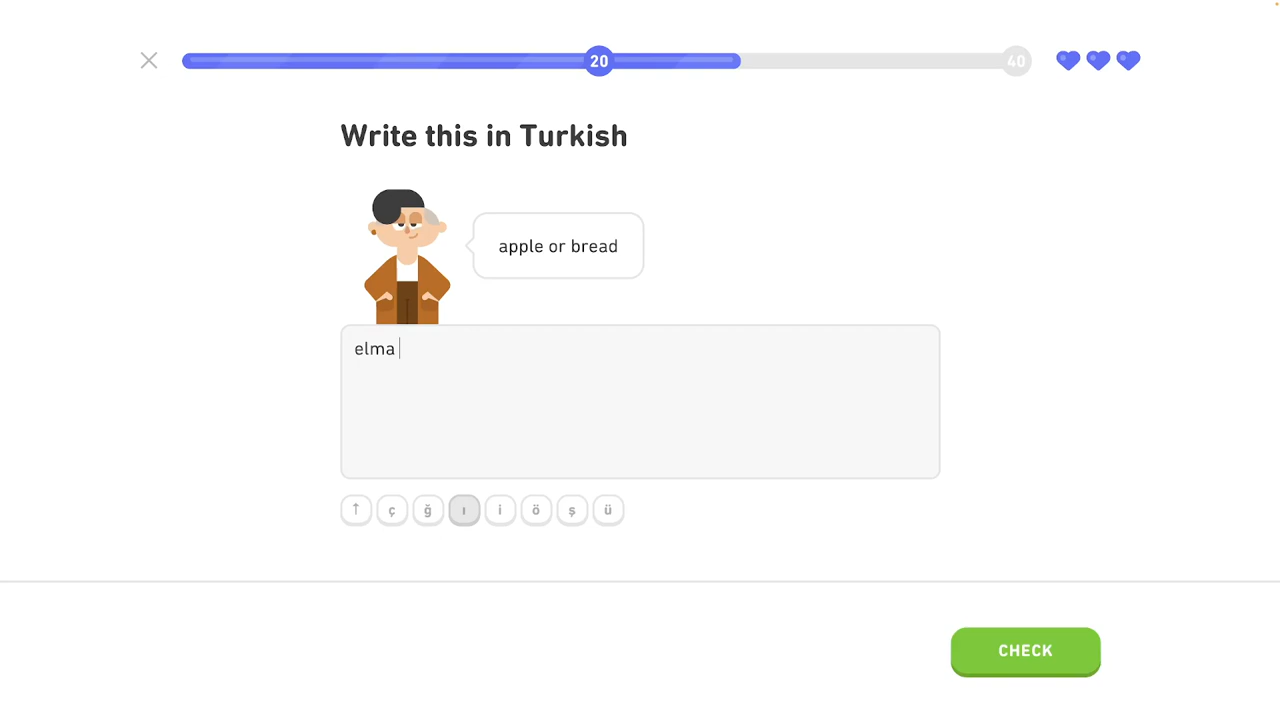 20
40
Write this in Turkish
apple or bread
elma
↑ ç ğ ı i ö ş ü
CHECK